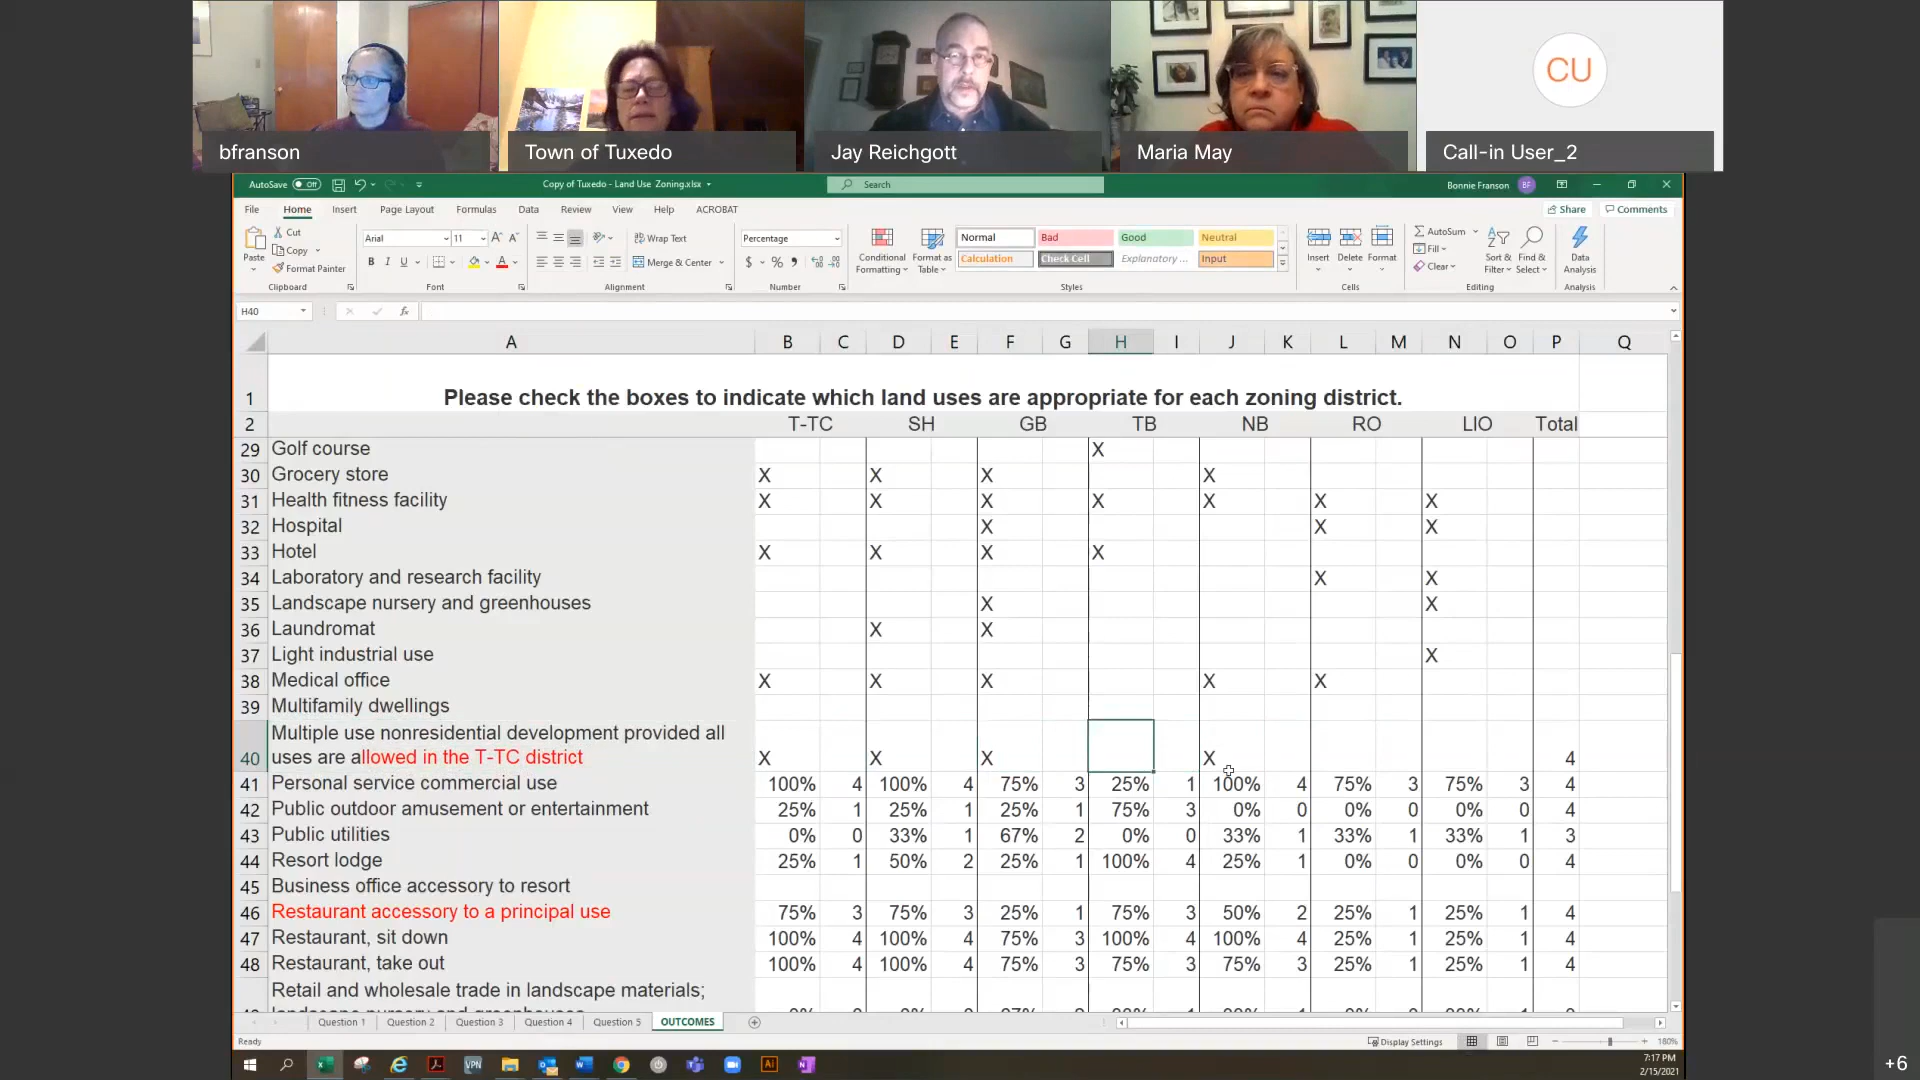 CU
bfranson
Town of Tuxedo
Jay Reichgott
Maria May
Call-in User_2
AutoSave Off
Copy of Tuxedo - Land Use Zoning.xlsx
Search
Bonnie Franson BF
File Home Insert Page Layout Formulas Data Review View Help ACROBAT
Share Comments
Paste
Cut
Copy
Format Painter
Clipboard
Arial 11
B I U
Font
Wrap Text
Merge & Center
Alignment
Percentage
$ % 9
Number
Conditional Formatting
Format as Table
Normal Bad Good Neutral
Calculation Check Cell Explanatory ... Input
Styles
Insert Delete Format
Cells
AutoSum
Fill
Clear
Sort & Filter
Find & Select
Editing
Data Analysis
Analysis
H40 fx
A B C D E F G H I J K L M N O P Q
1 Please check the boxes to indicate which land uses are appropriate for each zoning district.
2 T-TC SH GB TB NB RO LIO Total
29 Golf course X
30 Grocery store X X X X
31 Health fitness facility X X X X X X X
32 Hospital X X X
33 Hotel X X X X
34 Laboratory and research facility X X
35 Landscape nursery and greenhouses X X
36 Laundromat X X
37 Light industrial use X
38 Medical office X X X X X
39 Multifamily dwellings
Multiple use nonresidential development provided all
40 uses are allowed in the T-TC district X X X X 4
41 Personal service commercial use 100% 4 100% 4 75% 3 25% 1 100% 4 75% 3 75% 3 4
42 Public outdoor amusement or entertainment 25% 1 25% 1 25% 1 75% 3 0% 0 0% 0 0% 0 4
43 Public utilities 0% 0 33% 1 67% 2 0% 0 33% 1 33% 1 33% 1 3
44 Resort lodge 25% 1 50% 2 25% 1 100% 4 25% 1 0% 0 0% 0 4
45 Business office accessory to resort
46 Restaurant accessory to a principal use 75% 3 75% 3 25% 1 75% 3 50% 2 25% 1 25% 1 4
47 Restaurant, sit down 100% 4 100% 4 75% 3 100% 4 100% 4 25% 1 25% 1 4
48 Restaurant, take out 100% 4 100% 4 75% 3 75% 3 75% 3 25% 1 25% 1 4
Retail and wholesale trade in landscape materials;
Question 1 Question 2 Question 3 Question 4 Question 5 OUTCOMES
Ready
Display Settings
180%
VPN
7:17 PM
2/15/2021
+6